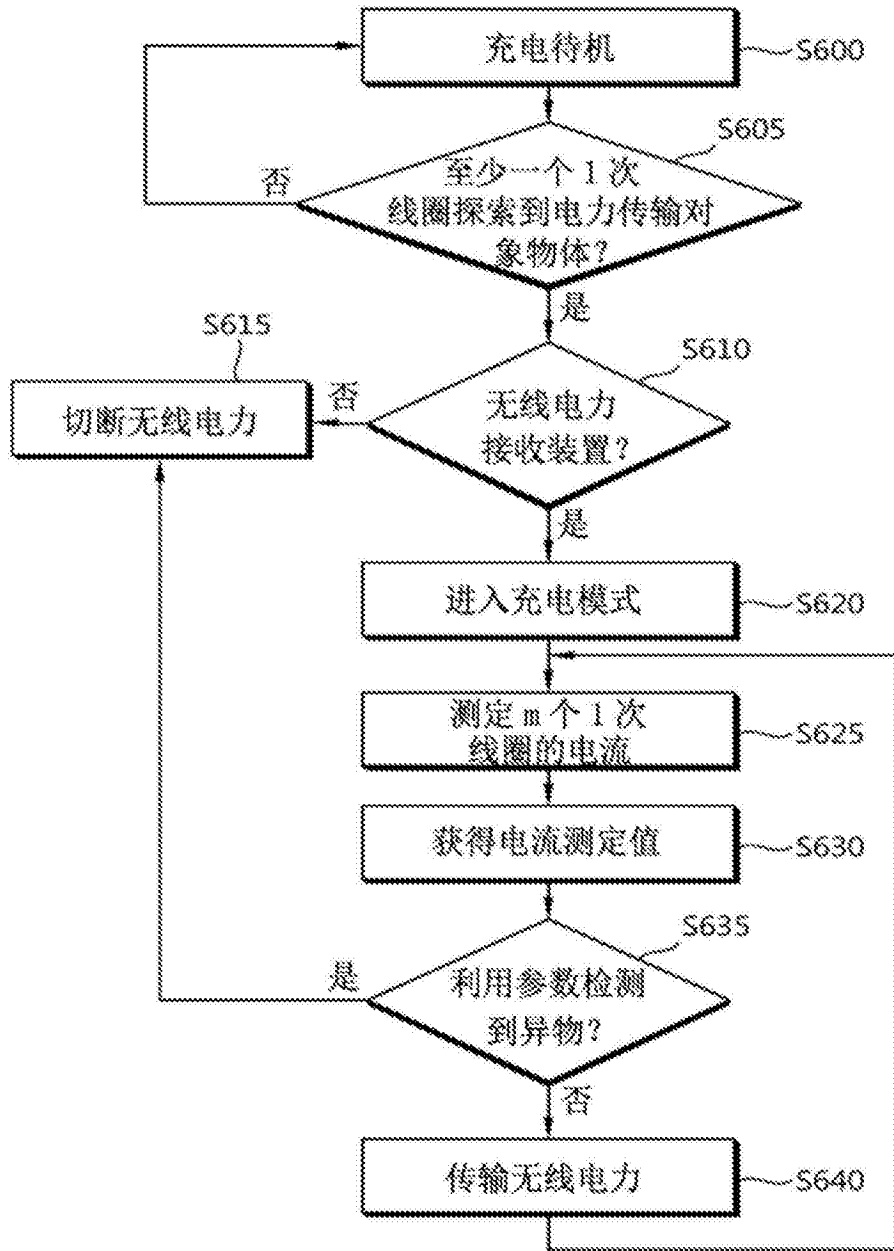 充电待机
S600
S605
至少一个 1 次
线圈探索到电力传输对
象物体?
否
是
S615
S610
切断无线电力
否
无线电力
接收装置?
是
进入充电模式
S620
测定 m 个 1 次
线圈的电流
S625
获得电流测定值
S630
S635
是
利用参数检测
到异物?
否
传输无线电力
S640